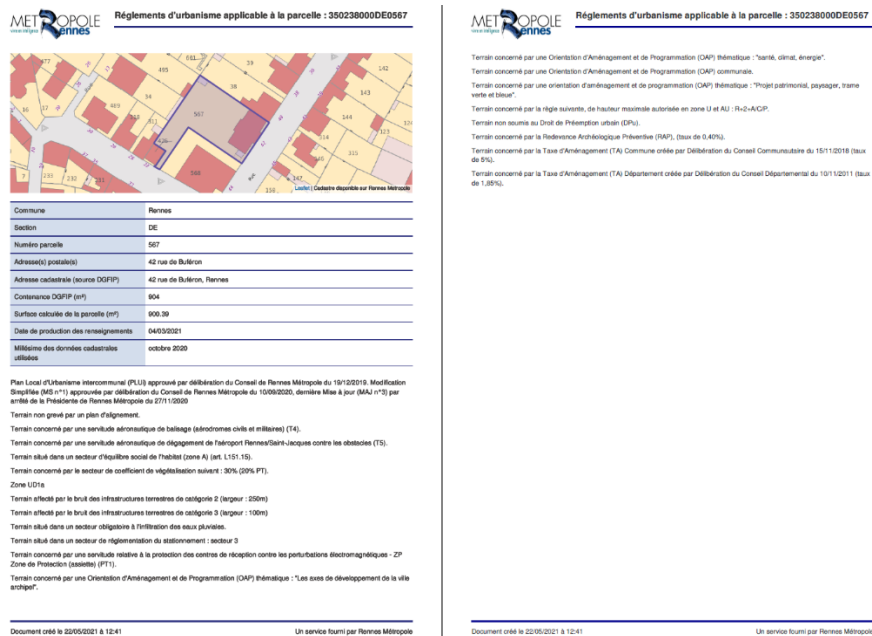 METROPOLE
Rennes
Réglements d'urbanisme applicable à la parcelle : 350238000DE0567
Leaflet | Cadastre disponible sur Rennes Métropole
Commune Rennes
Section DE
Numéro parcelle 567
Adresse(s) postale(s) 42 rue de Buféron
Adresse cadastrale (source DGFIP) 42 rue de Buféron, Rennes
Contenance DGFIP (m²) 904
Surface calculée de la parcelle (m²) 900.39
Date de production des renseignements 04/03/2021
Millésime des données cadastrales octobre 2020
utilisées
Plan Local d'Urbanisme intercommunal (PLUi) approuvé par délibération du Conseil de Rennes Métropole du 19/12/2019. Modification
Simplifiée (MS n°1) approuvée par délibération du Conseil de Rennes Métropole du 10/09/2020, dernière Mise à jour (MAJ n°3) par
arrêté de la Présidente de Rennes Métropole du 27/11/2020
Terrain non grevé par un plan d'alignement.
Terrain concerné par une servitude aéronautique de balisage (aérodromes civils et militaires) (T4).
Terrain concerné par une servitude aéronautique de dégagement de l'aéroport Rennes/Saint-Jacques contre les obstacles (T5).
Terrain situé dans un secteur d'équilibre social de l'habitat (zone A) (art. L151.15).
Terrain concerné par le secteur de coefficient de végétalisation suivant : 30% (20% PT).
Zone UD1a
Terrain affecté par le bruit des infrastructures terrestres de catégorie 2 (largeur : 250m)
Terrain affecté par le bruit des infrastructures terrestres de catégorie 3 (largeur : 100m)
Terrain situé dans un secteur obligatoire à l'infiltration des eaux pluviales.
Terrain situé dans un secteur de réglementation du stationnement : secteur 3
Terrain concerné par une servitude relative à la protection des centres de réception contre les perturbations électromagnétiques - ZP
Zone de Protection (assiette) (PT1).
Terrain concerné par une Orientation d'Aménagement et de Programmation (OAP) thématique : "Les axes de développement de la ville
archipel".
Document créé le 22/05/2021 à 12:41 Un service fourni par Rennes Métropole
METROPOLE
Rennes
Réglements d'urbanisme applicable à la parcelle : 350238000DE0567
Terrain concerné par une Orientation d'Aménagement et de Programmation (OAP) thématique : "santé, climat, énergie".
Terrain concerné par une Orientation d'Aménagement et de Programmation (OAP) communale.
Terrain concerné par une orientation d'aménagement et de programmation (OAP) thématique : "Projet patrimonial, paysager, trame
verte et bleue".
Terrain concerné par la règle suivante, de hauteur maximale autorisée en zone U et AU : R+2+A/C/P.
Terrain non soumis au Droit de Préemption urbain (DPu).
Terrain concerné par la Redevance Archéologique Préventive (RAP), (taux de 0,40%).
Terrain concerné par la Taxe d'Aménagement (TA) Commune créée par Délibération du Conseil Communautaire du 15/11/2018 (taux
de 5%).
Terrain concerné par la Taxe d'Aménagement (TA) Département créée par Délibération du Conseil Départemental du 10/11/2011 (taux
de 1,85%).
Document créé le 22/05/2021 à 12:41 Un service fourni par Rennes Métropole